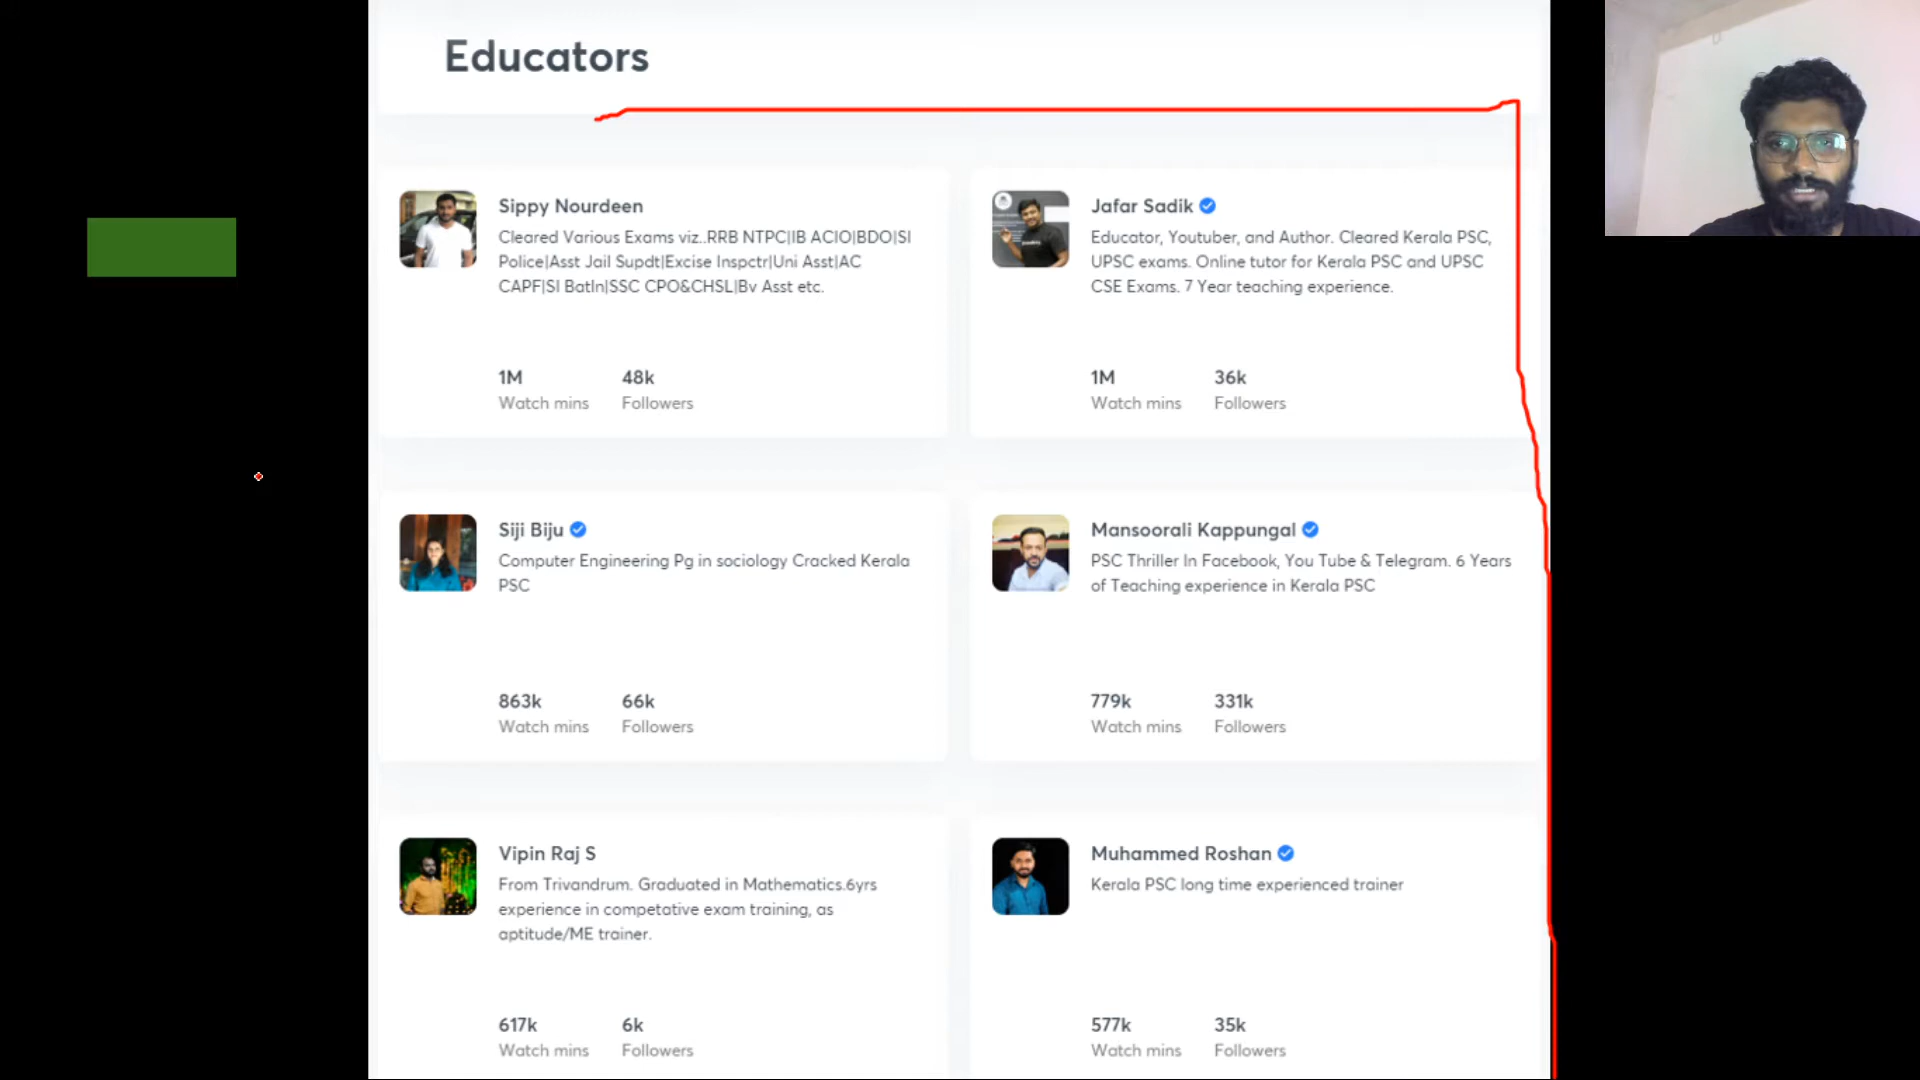 Educators
Sippy Nourdeen
Cleared Various Exams viz..RRB NTPC|IB ACIO|BDO|SI
Police|Asst Jail Supdt|Excise Inspctr|Uni Asst|AC
CAPF|SI Batln|SSC CPO&CHSL|Bv Asst etc.
1M 48k
Watch mins Followers
Jafar Sadik
Educator, Youtuber, and Author. Cleared Kerala PSC,
UPSC exams. Online tutor for Kerala PSC and UPSC
CSE Exams. 7 Year teaching experience.
1M 36k
Watch mins Followers
Siji Biju
Computer Engineering Pg in sociology Cracked Kerala
PSC
863k 66k
Watch mins Followers
Mansoorali Kappungal
PSC Thriller In Facebook, You Tube & Telegram. 6 Years
of Teaching experience in Kerala PSC
779k 331k
Watch mins Followers
Vipin Raj S
From Trivandrum. Graduated in Mathematics.6yrs
experience in competative exam training, as
aptitude/ME trainer.
617k 6k
Watch mins Followers
Muhammed Roshan
Kerala PSC long time experienced trainer
577k 35k
Watch mins Followers